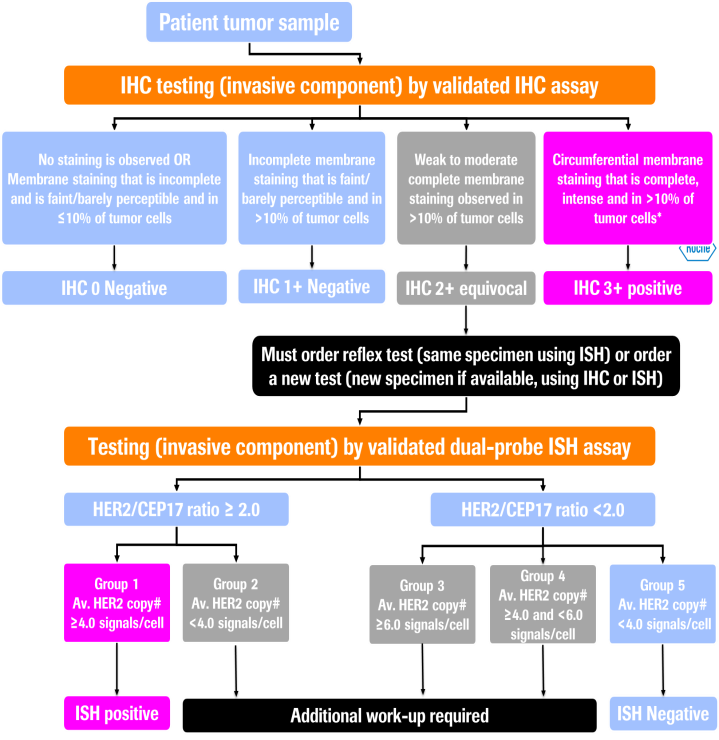 Patient tumor sample
IHC testing (invasive component) by validated IHC assay
No staining is observed OR
Membrane staining that is incomplete
and is faint/barely perceptible and in
≤10% of tumor cells
Incomplete membrane
staining that is faint/
barely perceptible and in
>10% of tumor cells
Weak to moderate
complete membrane
staining observed in
>10% of tumor cells
Circumferential membrane
staining that is complete,
intense and in >10% of
tumor cells*
Roche
IHC 0 Negative
IHC 1+ Negative
IHC 2+ equivocal
IHC 3+ positive
Must order reflex test (same specimen using ISH) or order
a new test (new specimen if available, using IHC or ISH)
Testing (invasive component) by validated dual-probe ISH assay
HER2/CEP17 ratio ≥ 2.0
HER2/CEP17 ratio <2.0
Group 1
Av. HER2 copy#
≥4.0 signals/cell
Group 2
Av. HER2 copy#
<4.0 signals/cell
Group 3
Av. HER2 copy#
≥6.0 signals/cell
Group 4
Av. HER2 copy#
≥4.0 and <6.0
signals/cell
Group 5
Av. HER2 copy#
<4.0 signals/cell
ISH positive
Additional work-up required
ISH Negative